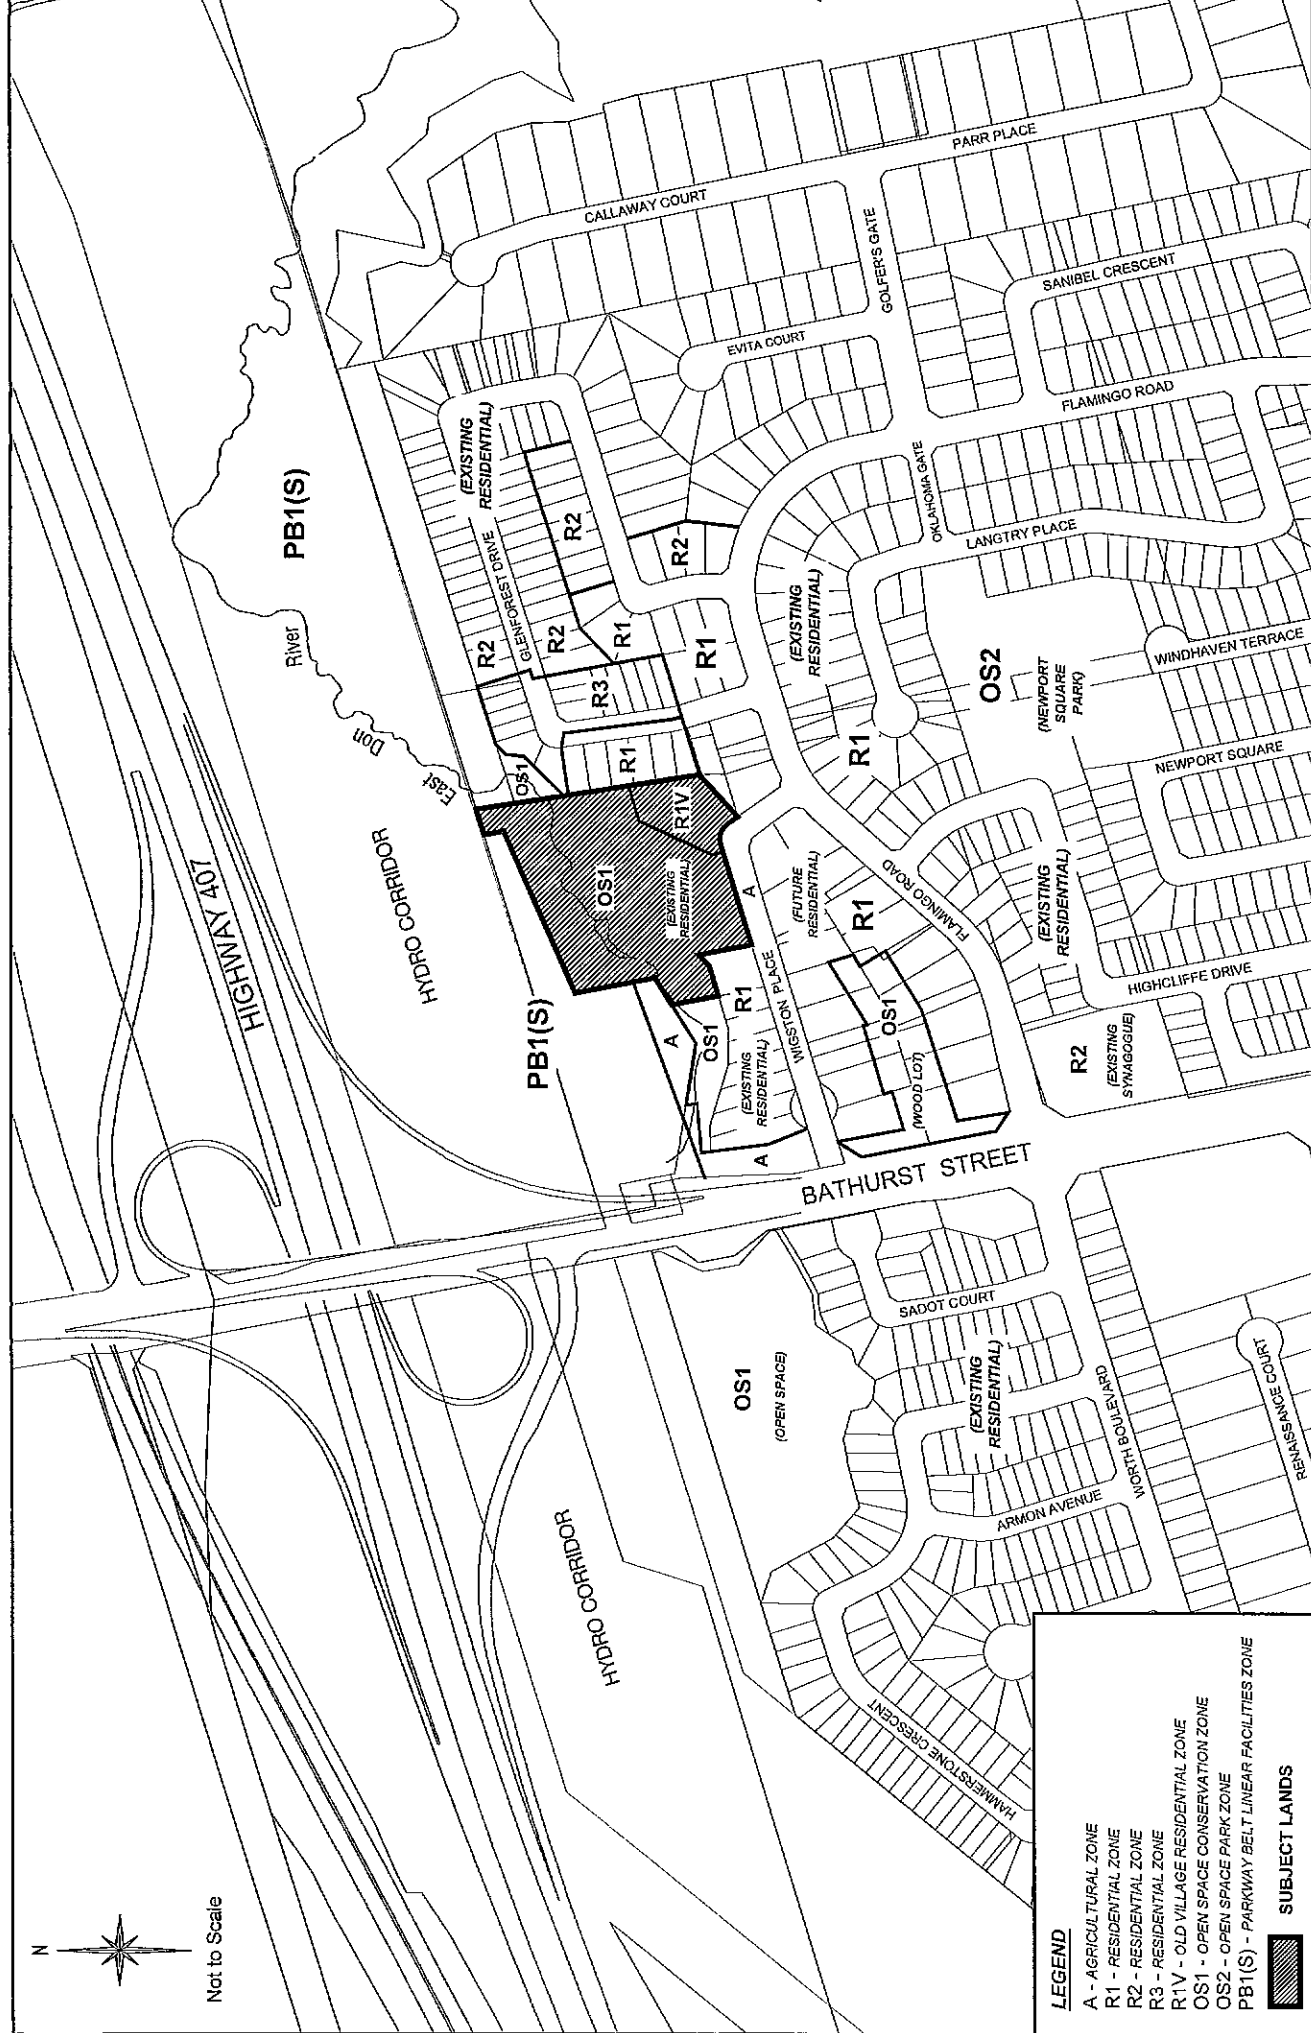 N
Not to Scale
HIGHWAY 407
HYDRO CORRIDOR
HYDRO CORRIDOR
PB1(S)
PB1(S)
East
Don
River
OS1
(EXISTING
RESIDENTIAL)
R1V
OS1
R1
R3
R2
GLENFOREST DRIVE
R2
R1
R2
R2
(EXISTING
RESIDENTIAL)
R1
CALLAWAY COURT
PARR PLACE
GOLFER'S GATE
EVITA COURT
SANIBEL CRESCENT
FLAMINGO ROAD
OKLAHOMA GATE
LANGTRY PLACE
(EXISTING
RESIDENTIAL)
R1
OS2
(NEWPORT
SQUARE
PARK)
WINDHAVEN TERRACE
NEWPORT SQUARE
A
A
OS1
R1
(EXISTING
RESIDENTIAL)
A
WIGSTON PLACE
(FUTURE
RESIDENTIAL)
R1
FLAMINGO ROAD
OS1
(WOOD LOT)
(EXISTING
RESIDENTIAL)
HIGHCLIFFE DRIVE
R2
(EXISTING
SYNAGOGUE)
BATHURST STREET
OS1
(OPEN SPACE)
SADOT COURT
(EXISTING
RESIDENTIAL)
WORTH BOULEVARD
ARMON AVENUE
RENAISSANCE COURT
HAMMERSTONE CRESCENT
LEGEND
A - AGRICULTURAL ZONE
R1 - RESIDENTIAL ZONE
R2 - RESIDENTIAL ZONE
R3 - RESIDENTIAL ZONE
R1V - OLD VILLAGE RESIDENTIAL ZONE
OS1 - OPEN SPACE CONSERVATION ZONE
OS2 - OPEN SPACE PARK ZONE
PB1(S) - PARKWAY BELT LINEAR FACILITIES ZONE
SUBJECT LANDS